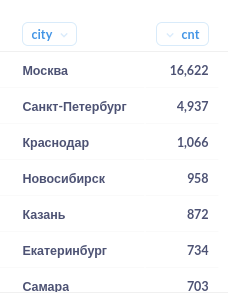 city cnt
Москва 16,622
Санкт-Петербург 4,937
Краснодар 1,066
Новосибирск 958
Казань 872
Екатеринбург 734
Самара 703